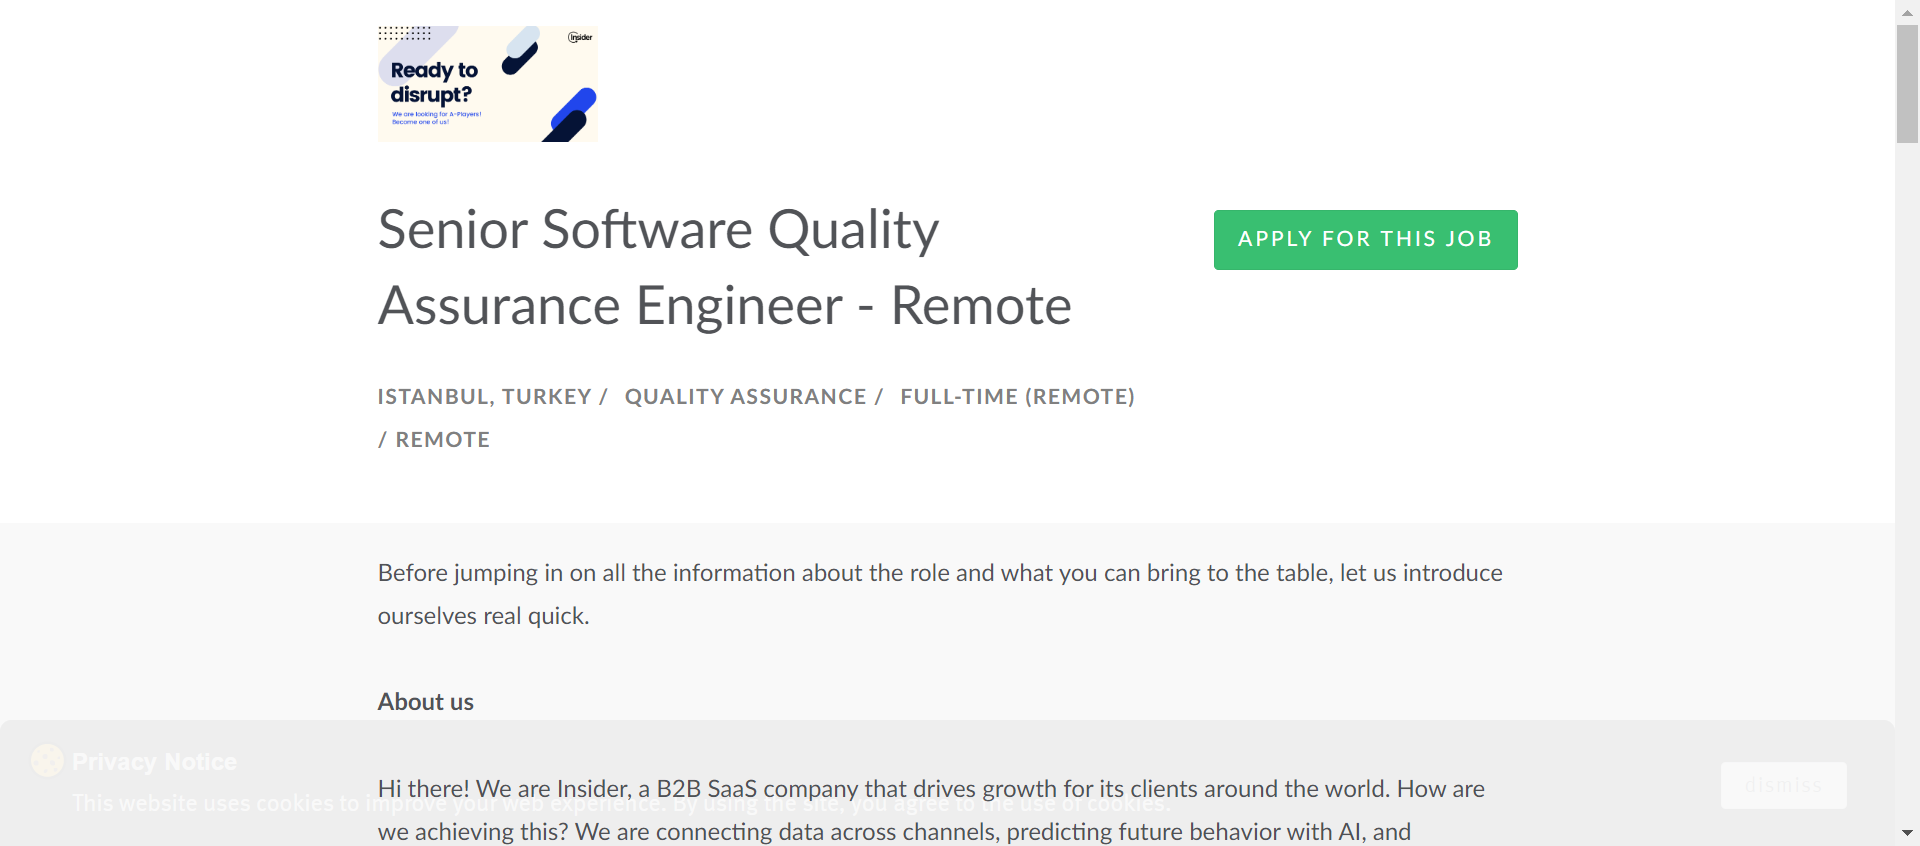 Insider
Ready to
disrupt?
We are looking for A-Players!
Become one of us!
Senior Software Quality
Assurance Engineer - Remote
APPLY FOR THIS JOB
ISTANBUL, TURKEY / QUALITY ASSURANCE / FULL-TIME (REMOTE)
/ REMOTE
Before jumping in on all the information about the role and what you can bring to the table, let us introduce
ourselves real quick.
About us
Privacy Notice
This website uses cookies to improve your web experience. By using the site, you agree to the use of cookies.
dismiss
Hi there! We are Insider, a B2B SaaS company that drives growth for its clients around the world. How are
we achieving this? We are connecting data across channels, predicting future behavior with AI, and